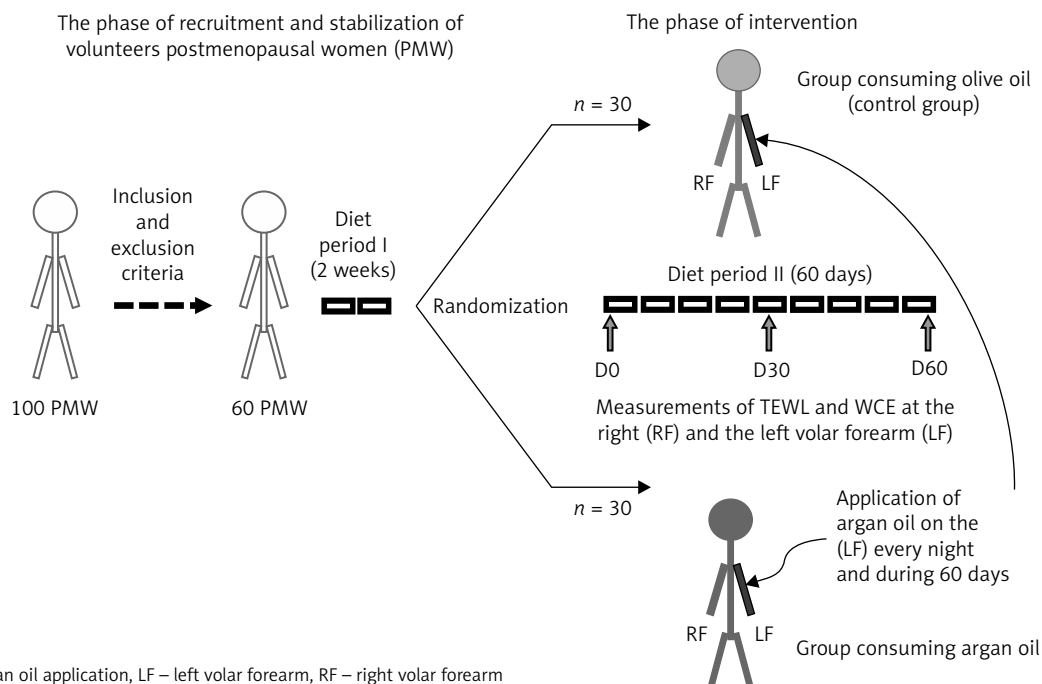 The phase of recruitment and stabilization of
volunteers postmenopausal women (PMW)
The phase of intervention
Group consuming olive oil
(control group)
n = 30
RF
LF
Inclusion
and
exclusion
criteria
Diet
period I
(2 weeks)
Randomization
Diet period II (60 days)
D0
D30
D60
100 PMW
60 PMW
Measurements of TEWL and WCE at the
right (RF) and the left volar forearm (LF)
n = 30
Application of
argan oil on the
(LF) every night
and during 60 days
RF
LF
Group consuming argan oil
oil application, LF – left volar forearm, RF – right volar forearm